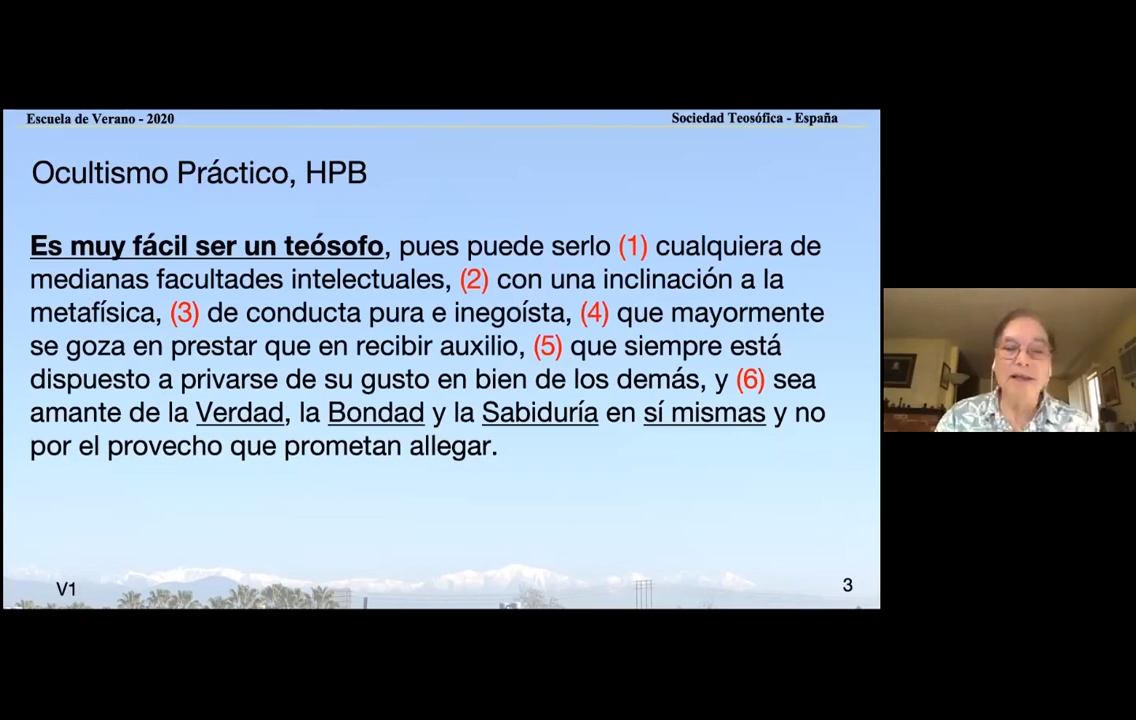 Escuela de Verano - 2020
Sociedad Teosófica - España
Ocultismo Práctico, HPB
Es muy fácil ser un teósofo, pues puede serlo (1) cualquiera de
medianas facultades intelectuales, (2) con una inclinación a la
metafísica, (3) de conducta pura e inegoísta, (4) que mayormente
se goza en prestar que en recibir auxilio, (5) que siempre está
dispuesto a privarse de su gusto en bien de los demás, y (6) sea
amante de la Verdad, la Bondad y la Sabiduría en sí mismas y no
por el provecho que prometan allegar.
V1
3